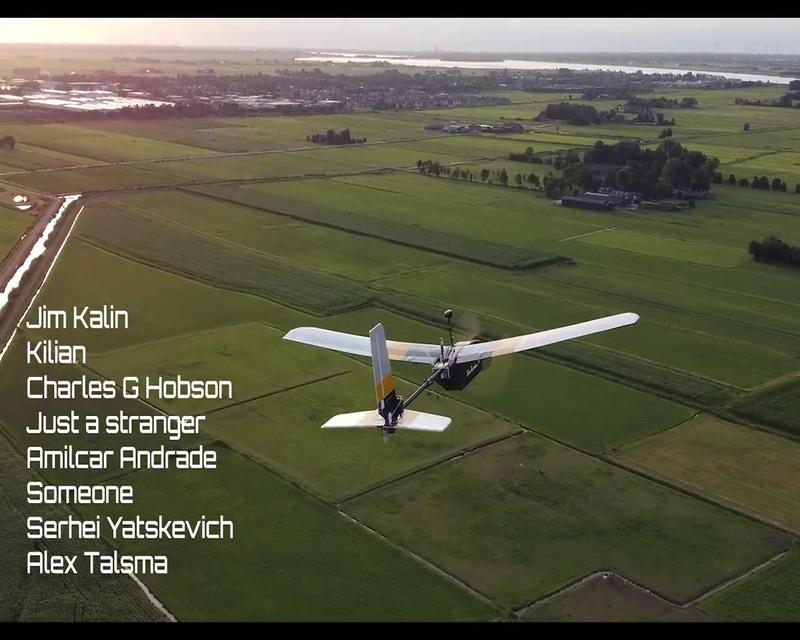 Jim Kalin
Kilian
Charles G Hobson
Just a stranger
Amilcar Andrade
Someone
Serhei Yatskevich
Alex Talsma